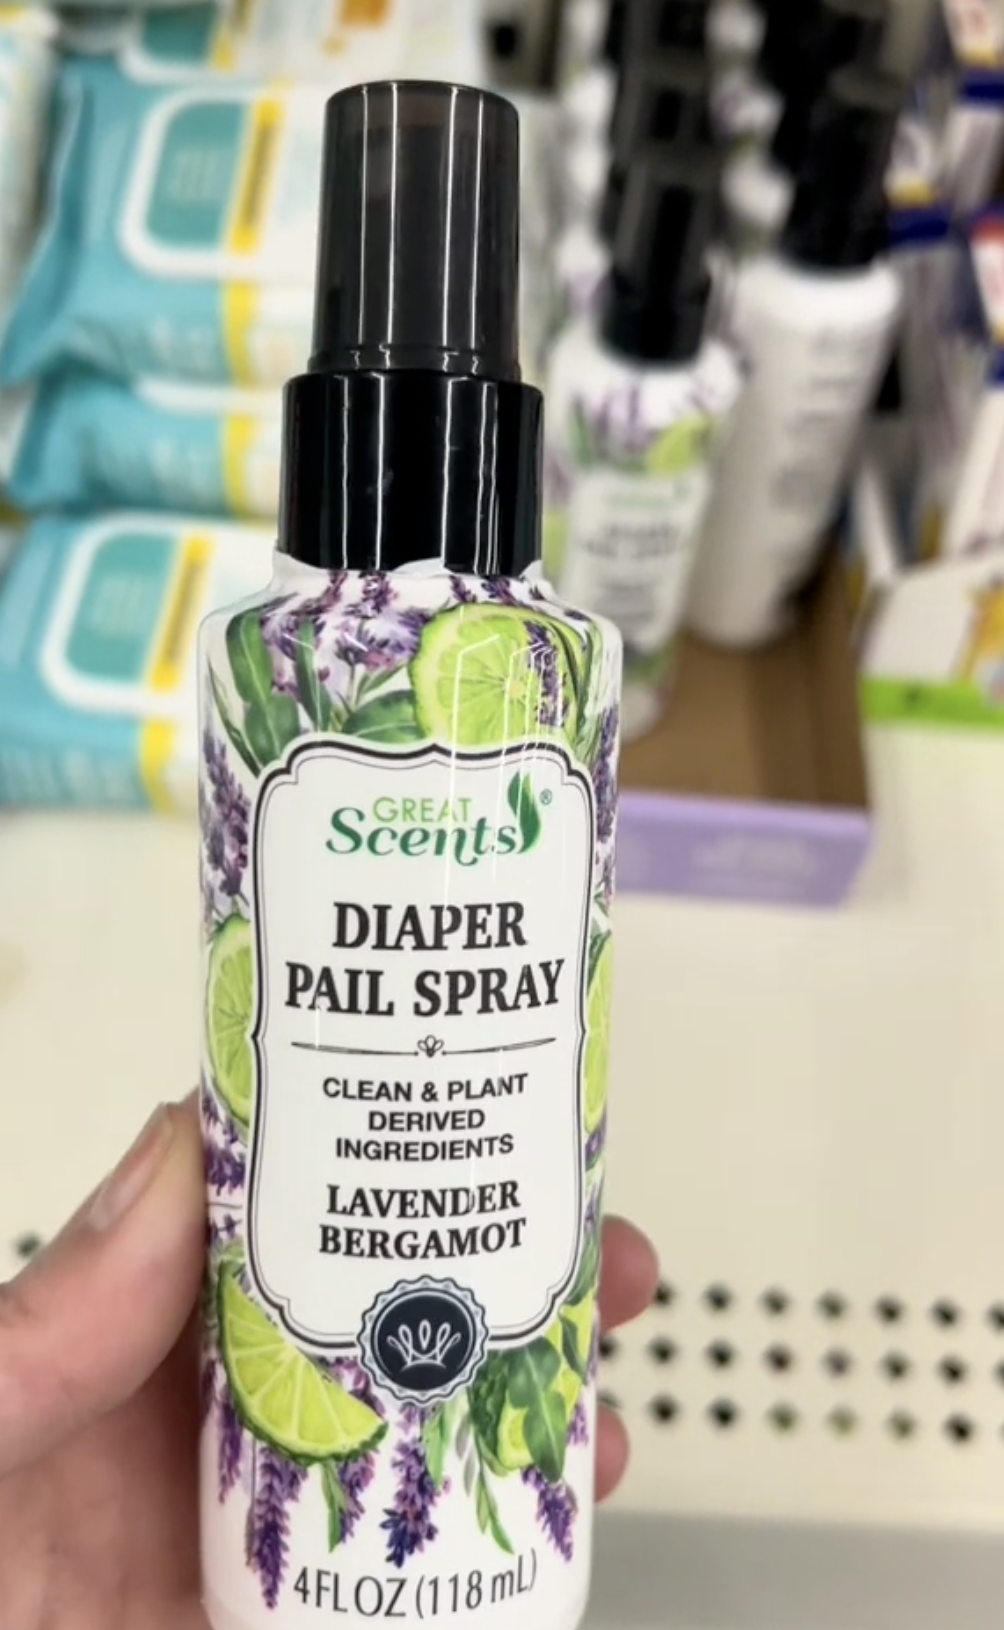 GREAT
Scents®
DIAPER
PAIL SPRAY
CLEAN & PLANT
DERIVED
INGREDIENTS
LAVENDER
BERGAMOT
4 FL OZ (118 mL)